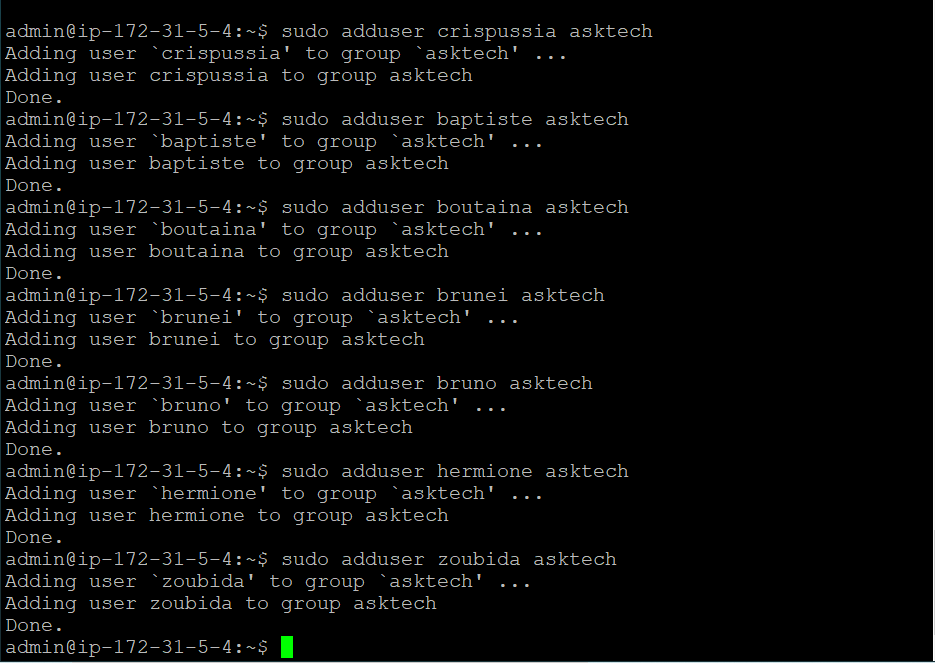 admin@ip-172-31-5-4:~$ sudo adduser crispussia asktech
Adding user `crispussia' to group `asktech' ...
Adding user crispussia to group asktech
Done.
admin@ip-172-31-5-4:~$ sudo adduser baptiste asktech
Adding user `baptiste' to group `asktech' ...
Adding user baptiste to group asktech
Done.
admin@ip-172-31-5-4:~$ sudo adduser boutaina asktech
Adding user `boutaina' to group `asktech' ...
Adding user boutaina to group asktech
Done.
admin@ip-172-31-5-4:~$ sudo adduser brunei asktech
Adding user `brunei' to group `asktech' ...
Adding user brunei to group asktech
Done.
admin@ip-172-31-5-4:~$ sudo adduser bruno asktech
Adding user `bruno' to group `asktech' ...
Adding user bruno to group asktech
Done.
admin@ip-172-31-5-4:~$ sudo adduser hermione asktech
Adding user `hermione' to group `asktech' ...
Adding user hermione to group asktech
Done.
admin@ip-172-31-5-4:~$ sudo adduser zoubida asktech
Adding user `zoubida' to group `asktech' ...
Adding user zoubida to group asktech
Done.
admin@ip-172-31-5-4:~$